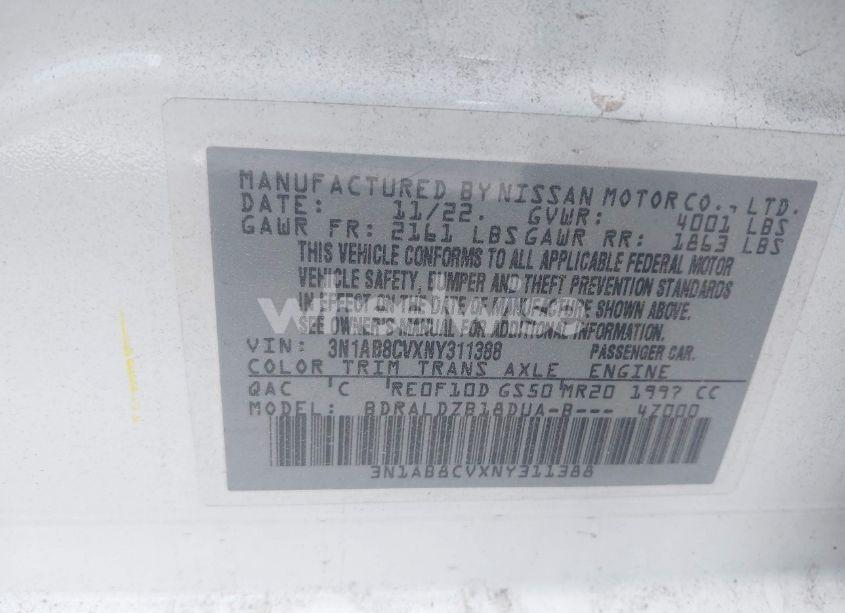 MANUFACTURED BY NISSAN MOTOR CO., LTD.
DATE: 11/22. GVWR: 4001 LBS
GAWR FR: 2161 LBS GAWR RR: 1863 LBS
THIS VEHICLE CONFORMS TO ALL APPLICABLE FEDERAL MOTOR
VEHICLE SAFETY, BUMPER AND THEFT PREVENTION STANDARDS
IN EFFECT ON THE DATE OF MANUFACTURE SHOWN ABOVE.
SEE OWNER'S MANUAL FOR ADDITIONAL INFORMATION.
VIN: 3N1AB8CVXNY311388 PASSENGER CAR.
COLOR TRIM TRANS AXLE ENGINE
QAC C RE0F10D GS50 MR20 1997 CC
MODEL: BDRALDZB18DUA-B--- 4Z000
3N1AB8CVXNY311388